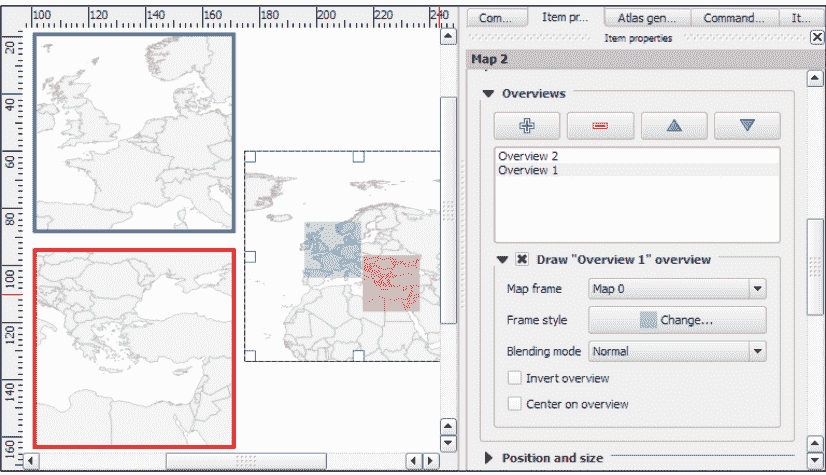 100 120 140 160
200 220 240
20
40
60
80
100
120
140
160
Com... Item pr... Atlas gen... Command... It...
Item properties
Map 2
Overviews
Overview 2
Overview 1
Draw "Overview 1" overview
Map frame Map 0
Frame style Change...
Blending mode Normal
Invert overview
Center on overview
Position and size